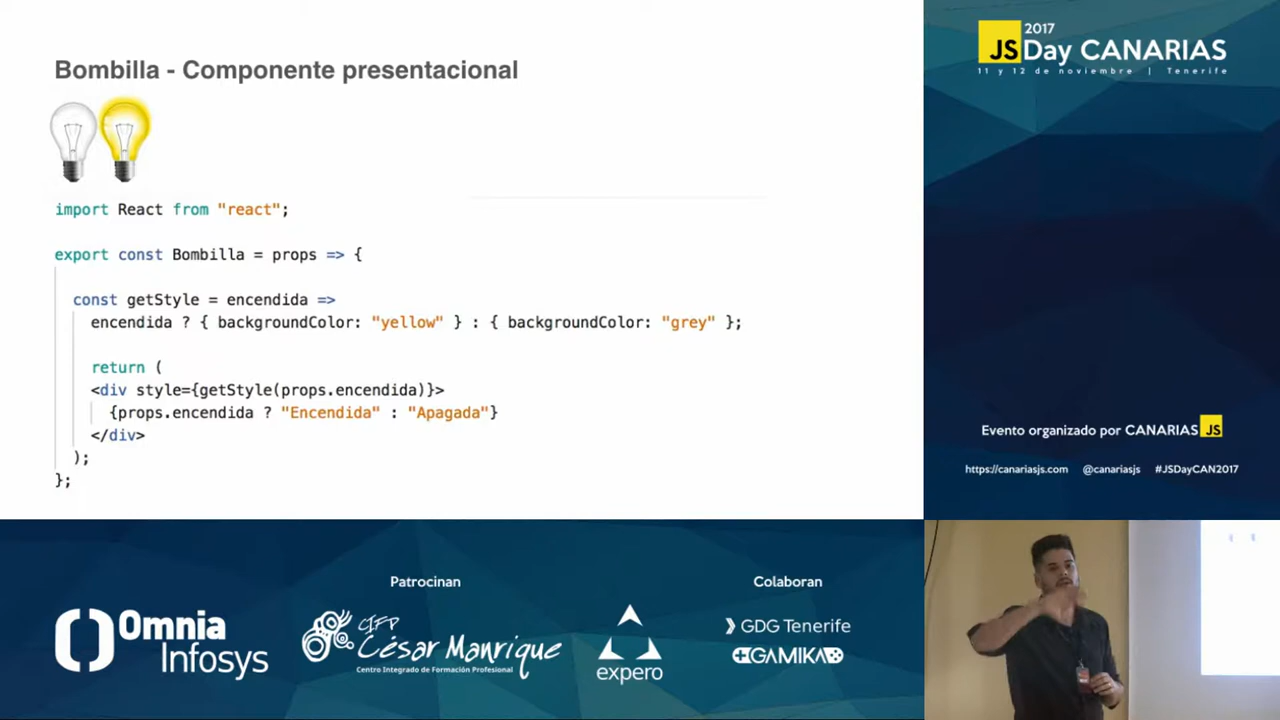 Bombilla - Componente presentacional
import React from "react";
export const Bombilla = props => {
const getStyle = encendida =>
encendida ? { backgroundColor: "yellow" } : { backgroundColor: "grey" };
return (
<div style={getStyle(props.encendida)}>
{props.encendida ? "Encendida" : "Apagada"}
</div>
);
};
2017
JSDay CANARIAS
11 y 12 de noviembre | Tenerife
Evento organizado por CANARIAS JS
https://canariasjs.com @canariasjs #JSDayCAN2017
Patrocinan
Omnia
Infosys
CIFP
César Manrique
Centro Integrado de Formación Profesional
expero
Colaboran
GDG Tenerife
GAMIKA